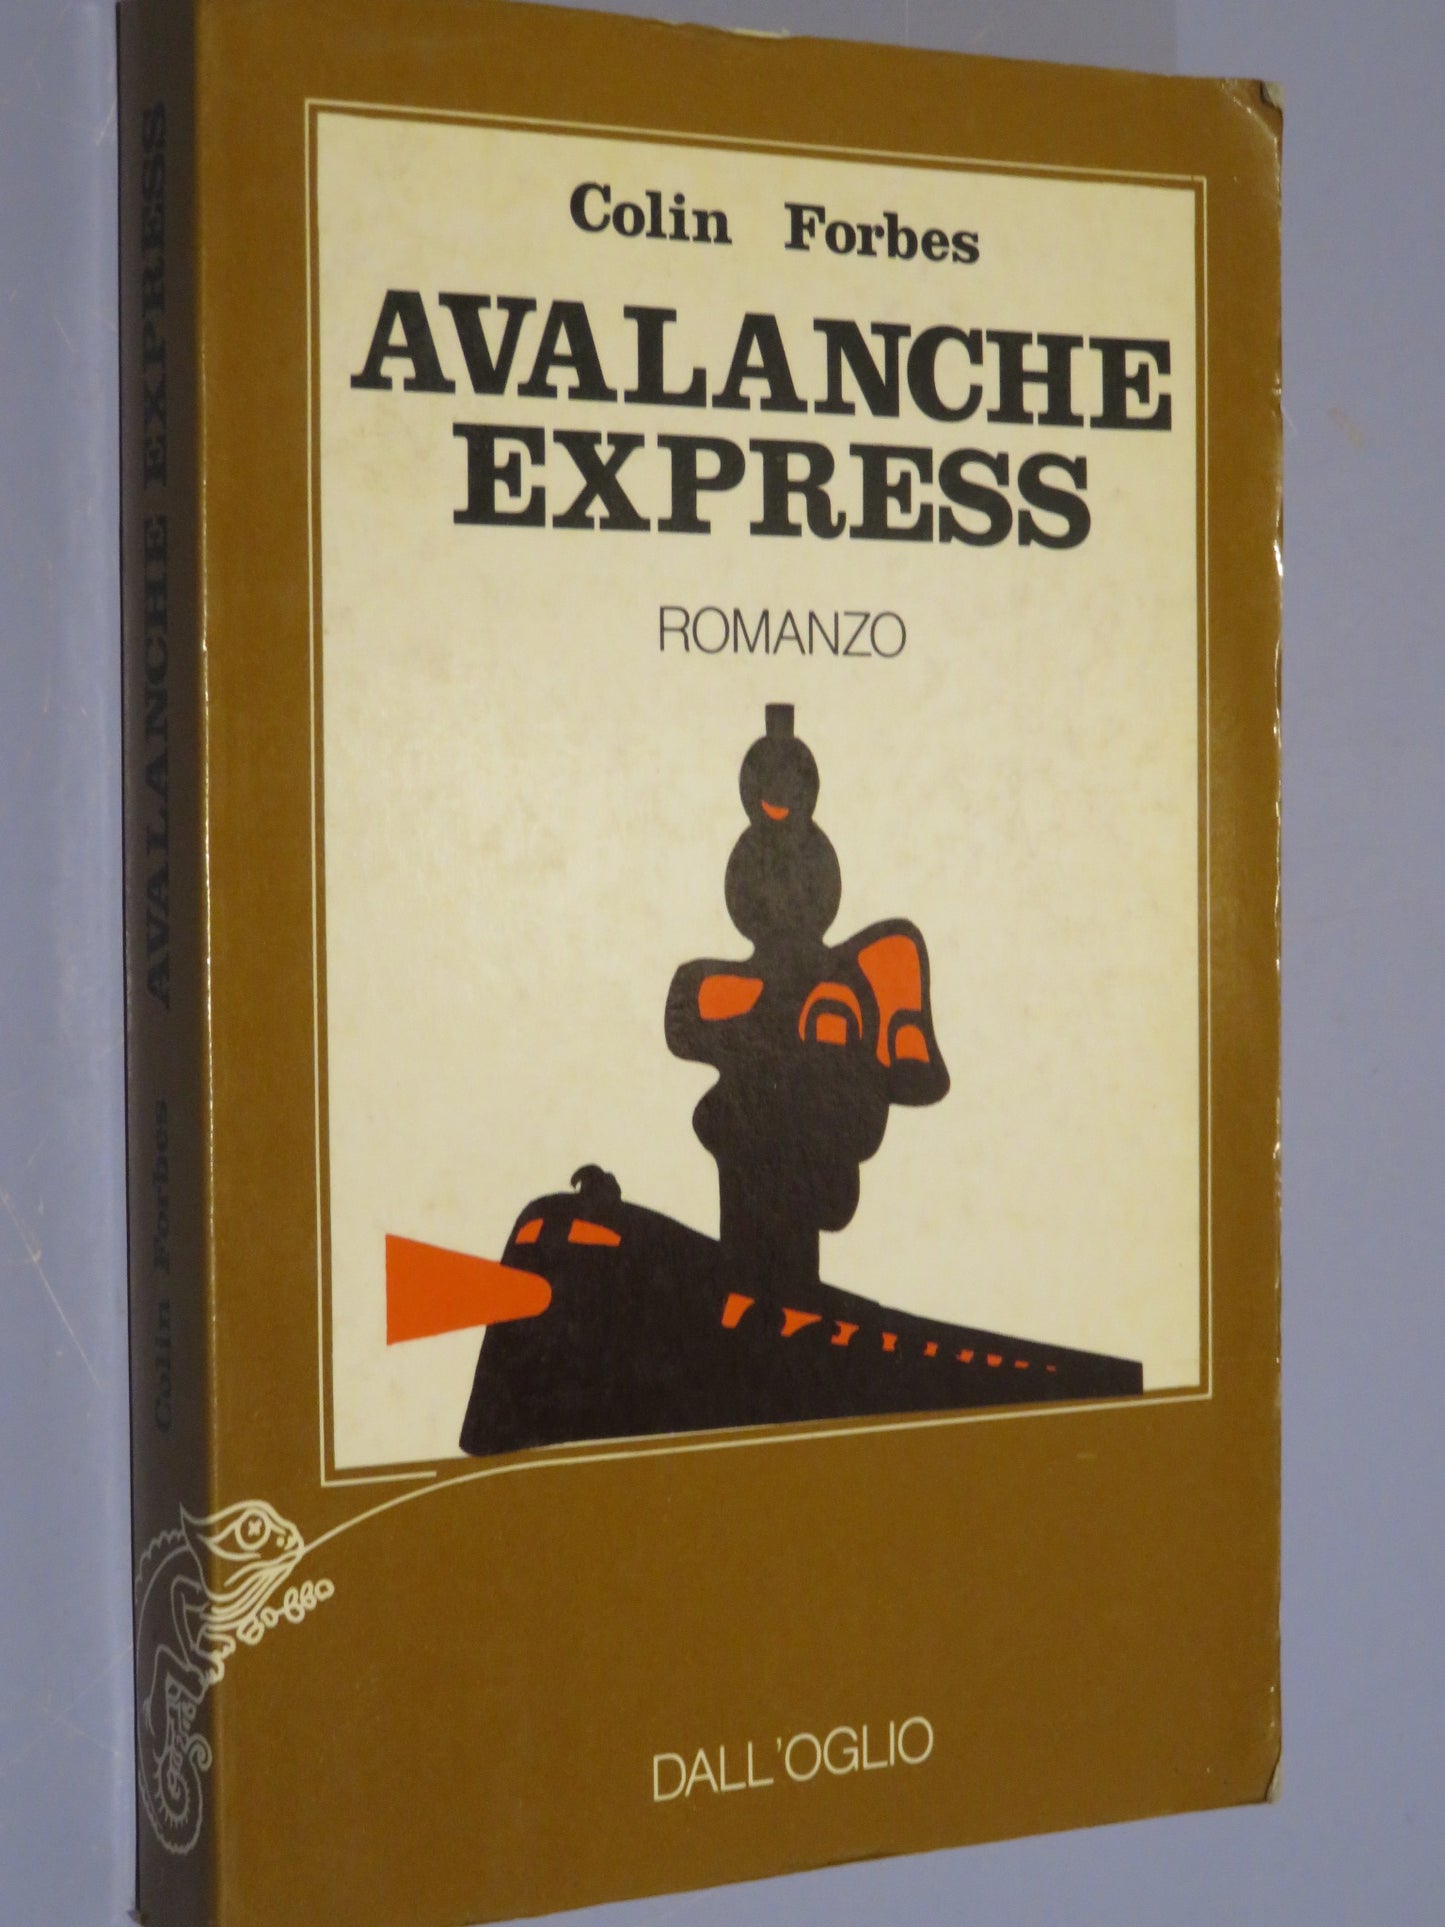 Colin Forbes
AVALANCHE
EXPRESS
ROMANZO
DALL'OGLIO
Colin Forbes AVALANCHE EXPRESS